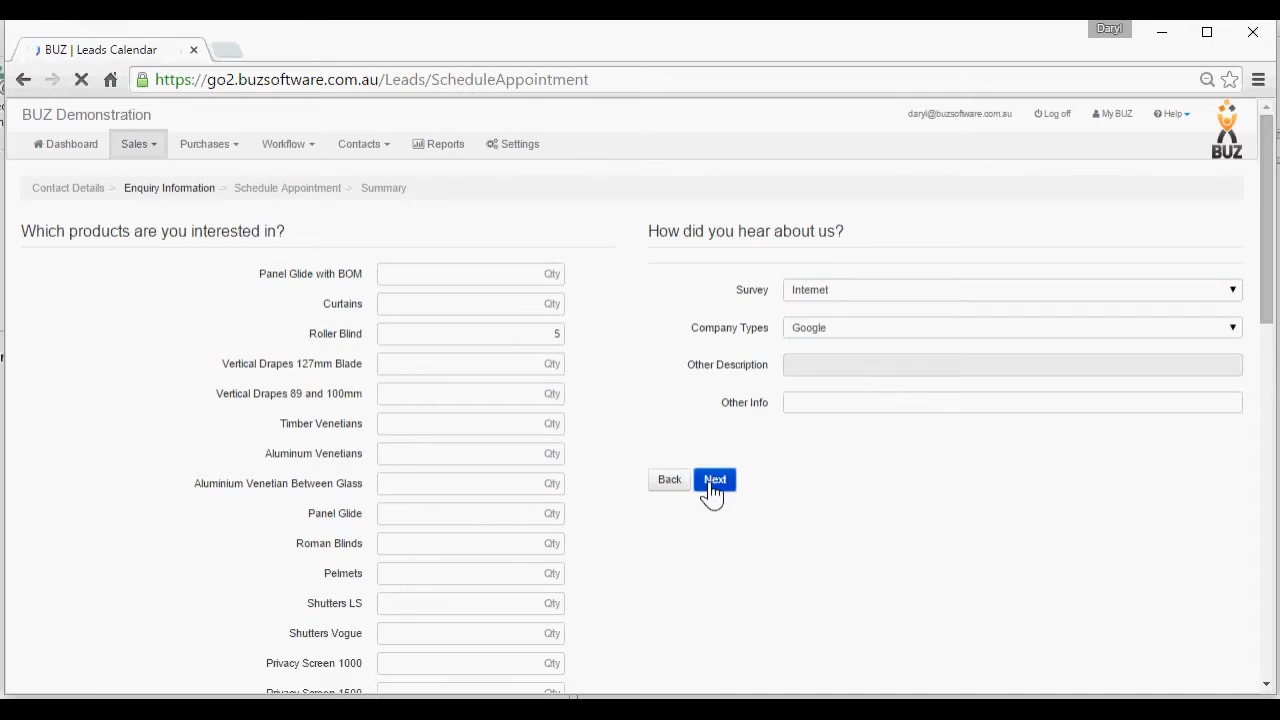 Daryl
BUZ | Leads Calendar
https://go2.buzsoftware.com.au/Leads/ScheduleAppointment
BUZ Demonstration
daryl@buzsoftware.com.au Log off My BUZ Help
BUZ
Dashboard Sales Purchases Workflow Contacts Reports Settings
Contact Details > Enquiry Information > Schedule Appointment > Summary
Which products are you interested in?
Panel Glide with BOM Qty
Curtains Qty
Roller Blind 5
Vertical Drapes 127mm Blade Qty
Vertical Drapes 89 and 100mm Qty
Timber Venetians Qty
Aluminum Venetians Qty
Aluminium Venetian Between Glass Qty
Panel Glide Qty
Roman Blinds Qty
Pelmets Qty
Shutters LS Qty
Shutters Vogue Qty
Privacy Screen 1000 Qty
Privacy Screen 1500 Qty
How did you hear about us?
Survey Internet
Company Types Google
Other Description
Other Info
Back Next